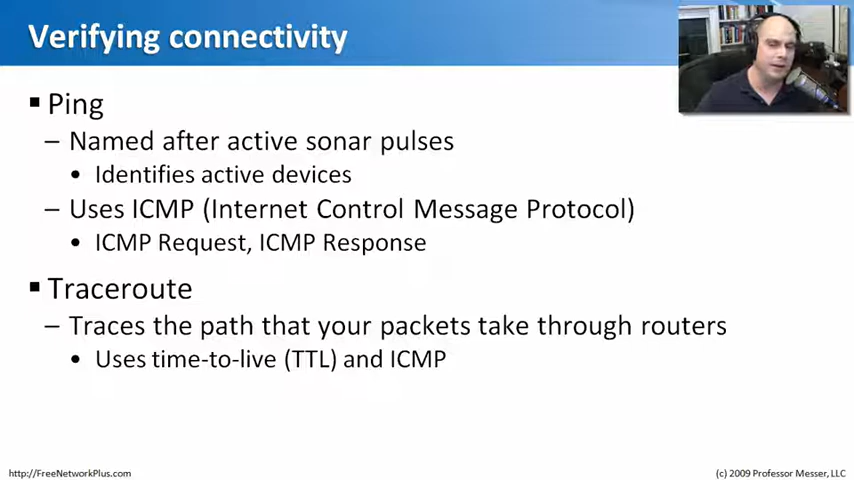 Verifying connectivity
▪ Ping
– Named after active sonar pulses
• Identifies active devices
– Uses ICMP (Internet Control Message Protocol)
• ICMP Request, ICMP Response
▪ Traceroute
– Traces the path that your packets take through routers
• Uses time-to-live (TTL) and ICMP
http://FreeNetworkPlus.com
(c) 2009 Professor Messer, LLC